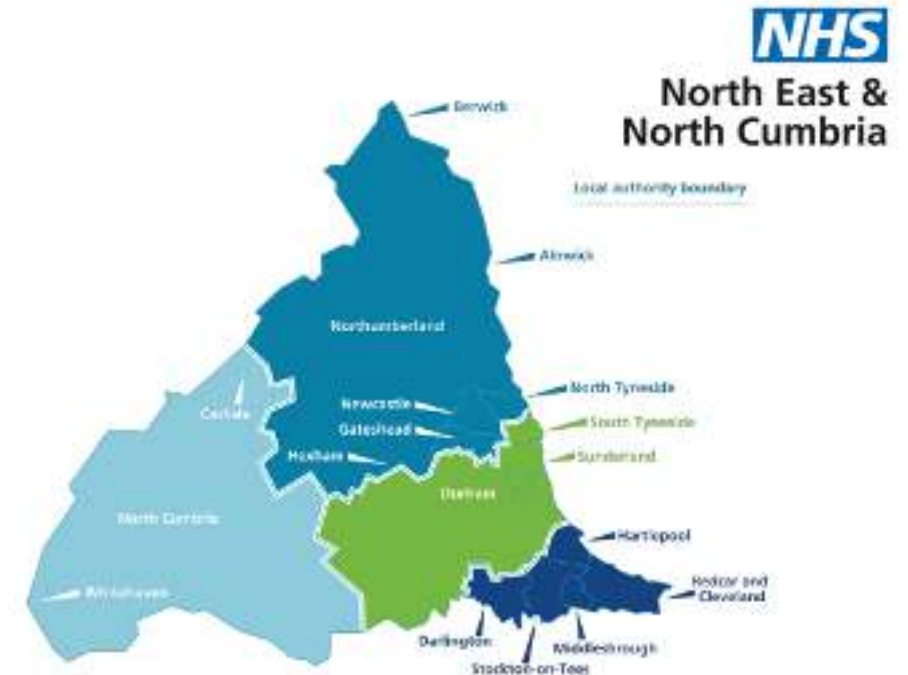 NHS
North East &
North Cumbria
Berwick
Local authority boundary
Alnwick
Northumberland
North Tyneside
Newcastle
Carlisle
South Tyneside
Gateshead
Hexham
Sunderland
Durham
North Cumbria
Hartlepool
Redcar and
Cleveland
Whitehaven
Darlington
Middlesbrough
Stockton-on-Tees